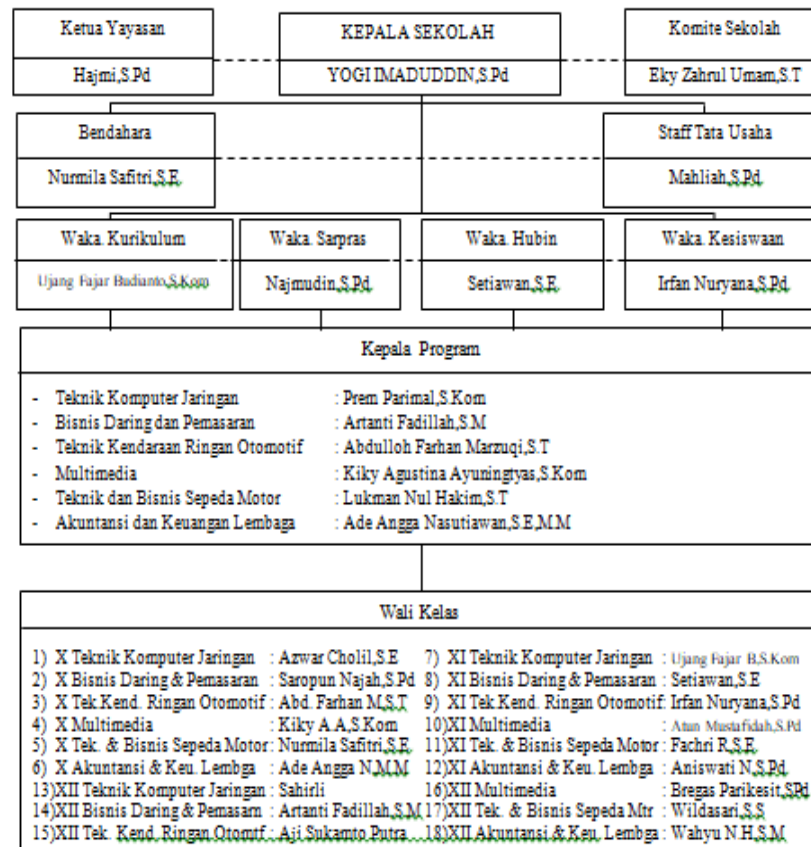 Ketua Yayasan
Hajmi,S.Pd
KEPALA SEKOLAH
YOGI IMADUDDIN,S.Pd
Komite Sekolah
Eky Zahrul Umam,S.T
Bendahara
Nurmila Safitri,S.E
Staff Tata Usaha
Mahliah,S.Pd
Waka. Kurikulum
Ujang Fajar Budianto,S.Kom
Waka. Sarpras
Najmudin,S.Pd
Waka. Hubin
Setiawan,S.E
Waka. Kesiswaan
Irfan Nuryana,S.Pd
Kepala Program
- Teknik Komputer Jaringan : Prem Parimal,S.Kom
- Bisnis Daring dan Pemasaran : Artanti Fadillah,S.M
- Teknik Kendaraan Ringan Otomotif : Abdulloh Farhan Marzuqi,S.T
- Multimedia : Kiky Agustina Ayuningtyas,S.Kom
- Teknik dan Bisnis Sepeda Motor : Lukman Nul Hakim,S.T
- Akuntansi dan Keuangan Lembaga : Ade Angga Nasutiawan,S.E,M.M
Wali Kelas
1) X Teknik Komputer Jaringan : Azwar Cholil,S.E 7) XI Teknik Komputer Jaringan : Ujang Fajar B,S.Kom
2) X Bisnis Daring & Pemasaran : Saropun Najah,S.Pd 8) XI Bisnis Daring & Pemasaran : Setiawan,S.E
3) X Tek.Kend. Ringan Otomotif : Abd. Farhan M,S.T 9) XI Tek.Kend. Ringan Otomotif: Irfan Nuryana,S.Pd
4) X Multimedia : Kiky A.A,S.Kom 10)XI Multimedia : Atun Mustafidah,S.Pd
5) X Tek. & Bisnis Sepeda Motor: Nurmila Safitri,S.E 11)XI Tek. & Bisnis Sepeda Motor : Fachri R,S.E
6) X Akuntansi & Keu. Lembga : Ade Angga N,M.M 12)XI Akuntansi & Keu. Lembga : Aniswati N,S.Pd
13)XII Teknik Komputer Jaringan : Sahirli 16)XII Multimedia : Bregas Parikesit,SPd
14)XII Bisnis Daring & Pemasarn : Artanti Fadillah,S.M 17)XII Tek. & Bisnis Sepeda Mtr : Wildasari,S.S
15)XII Tek. Kend.Ringan Otomtf : Aji Sukamto Putra 18)XII Akuntansi & Keu. Lembga : Wahyu N.H,S.M